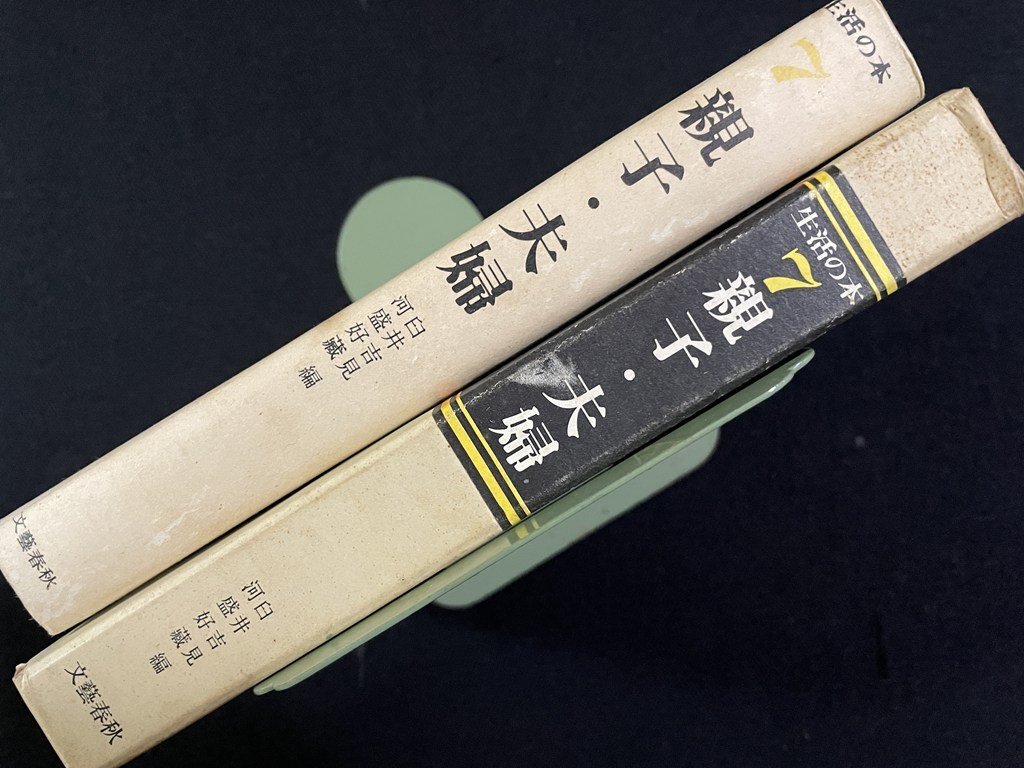 生活の本
7
親子・夫婦
臼井吉見
河盛好藏 編
文藝春秋
生活の本
7
親子・夫婦
臼井吉見
河盛好藏 編
文藝春秋